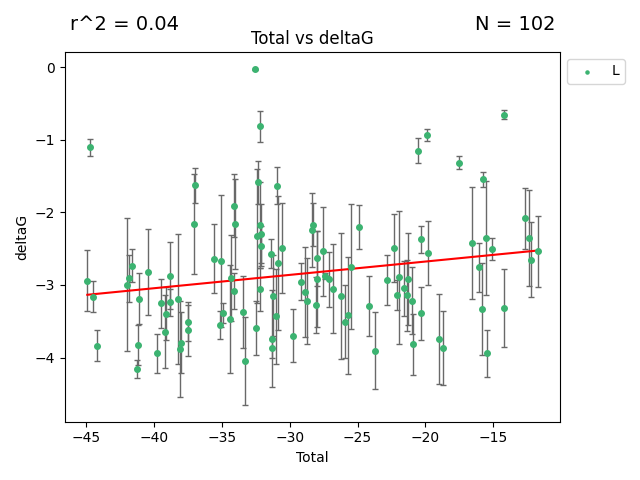 r^2 = 0.04
N = 102
Total vs deltaG
L
0
−1
−2
−3
−4
deltaG
−45 −40 −35 −30 −25 −20 −15
Total